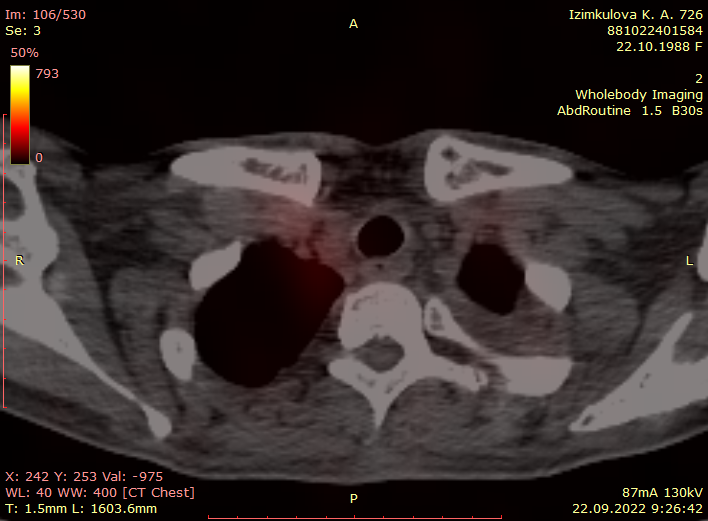 Im: 106/530
Se: 3
50%
793
0
A
Izimkulova K. A. 726
881022401584
22.10.1988 F
2
Wholebody Imaging
AbdRoutine 1.5 B30s
R
L
X: 242 Y: 253 Val: -975
WL: 40 WW: 400 [CT Chest]
T: 1.5mm L: 1603.6mm
P
87mA 130kV
22.09.2022 9:26:42